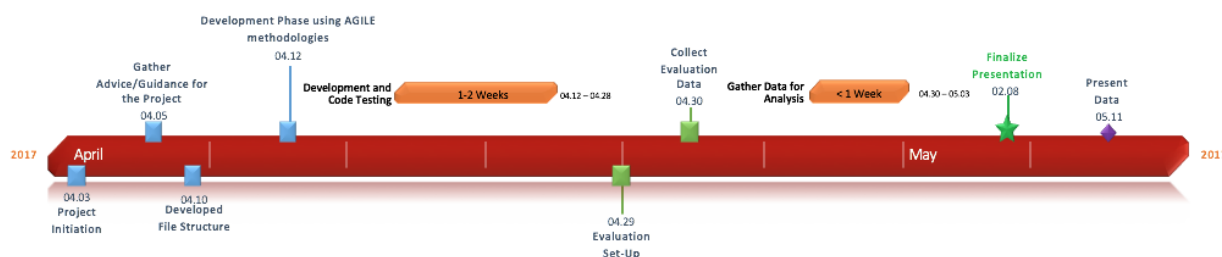 Development Phase using AGILE
methodologies
04.12
Gather
Advice/Guidance for
the Project
04.05
Development and
Code Testing
1-2 Weeks
04.12 – 04.28
Collect
Evaluation
Data
04.30
Gather Data for
Analysis
< 1 Week
04.30 – 05.03
Finalize
Presentation
02.08
Present
Data
05.11
2017
April
May
201
04.03
Project
Initiation
04.10
Developed
File Structure
04.29
Evaluation
Set-Up